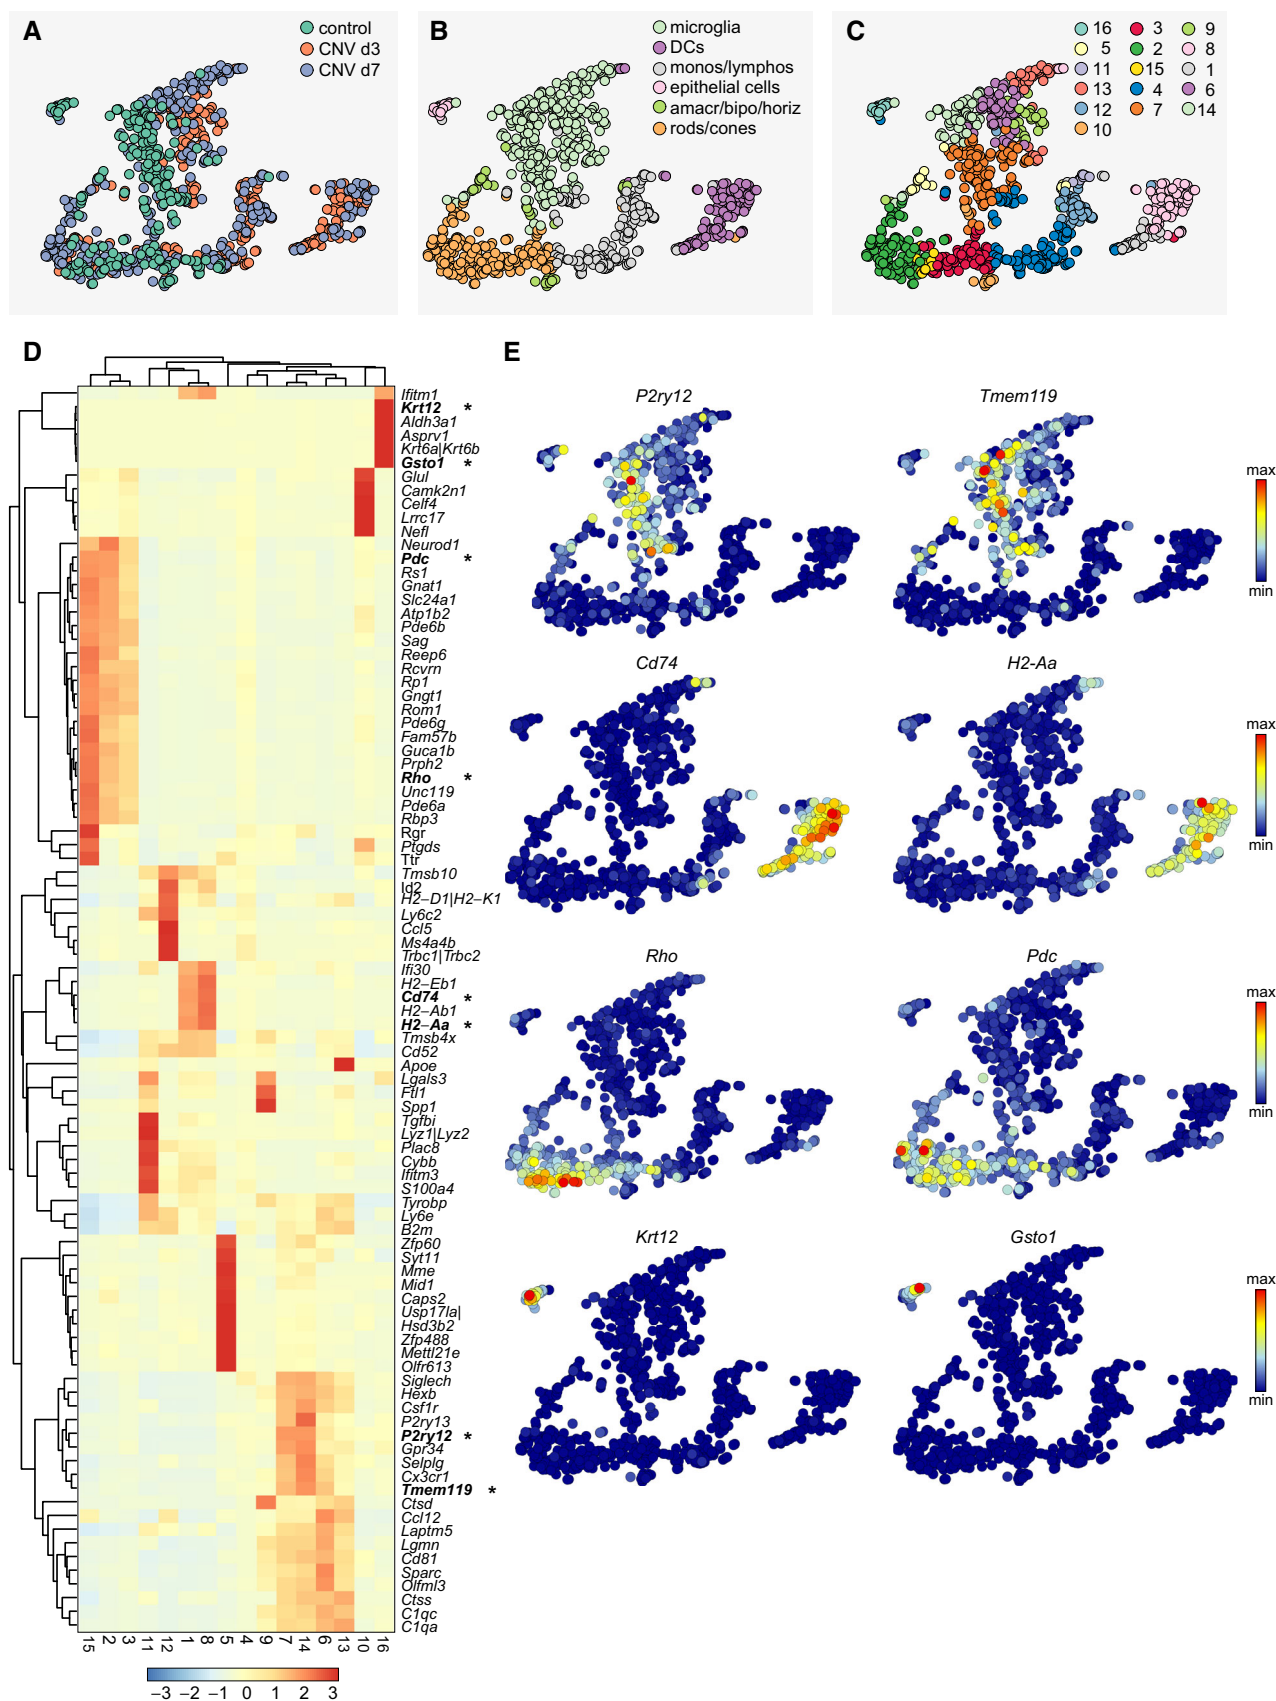 A
control
CNV d3
CNV d7
B
microglia
DCs
monos/lymphos
epithelial cells
amacr/bipo/horiz
rods/cones
C
16 3 9
5 2 8
11 15 1
13 4 6
12 7 14
10
D
Ifitm1
Krt12 *
Aldh3a1
Asprv1
Krt6a|Krt6b
Gsto1 *
Glul
Camk2n1
Celf4
Lrrc17
Nefl
Neurod1
Pdc *
Rs1
Gnat1
Slc24a1
Atp1b2
Pde6b
Sag
Reep6
Rcvrn
Rp1
Gngt1
Rom1
Pde6g
Fam57b
Guca1b
Prph2
Rho *
Unc119
Pde6a
Rbp3
Rgr
Ptgds
Ttr
Tmsb10
Id2
H2−D1|H2−K1
Ly6c2
Ccl5
Ms4a4b
Trbc1|Trbc2
Ifi30
H2−Eb1
Cd74 *
H2−Ab1
H2−Aa *
Tmsb4x
Cd52
Apoe
Lgals3
Ftl1
Spp1
Tgfbi
Lyz1|Lyz2
Plac8
Cybb
Ifitm3
S100a4
Tyrobp
Ly6e
B2m
Zfp60
Syt11
Mme
Mid1
Caps2
Usp17la|
Hsd3b2
Zfp488
Mettl21e
Olfr613
Siglech
Hexb
Csf1r
P2ry13
P2ry12 *
Gpr34
Selplg
Cx3cr1
Tmem119 *
Ctsd
Ccl12
Laptm5
Lgmn
Cd81
Sparc
Olfml3
Ctss
C1qc
C1qa
15 2 3 11 12 1 8 5 4 9 7 14 6 13 10 16
−3 −2 −1 0 1 2 3
E
P2ry12
Tmem119
max
min
Cd74
H2-Aa
max
min
Rho
Pdc
max
min
Krt12
Gsto1
max
min